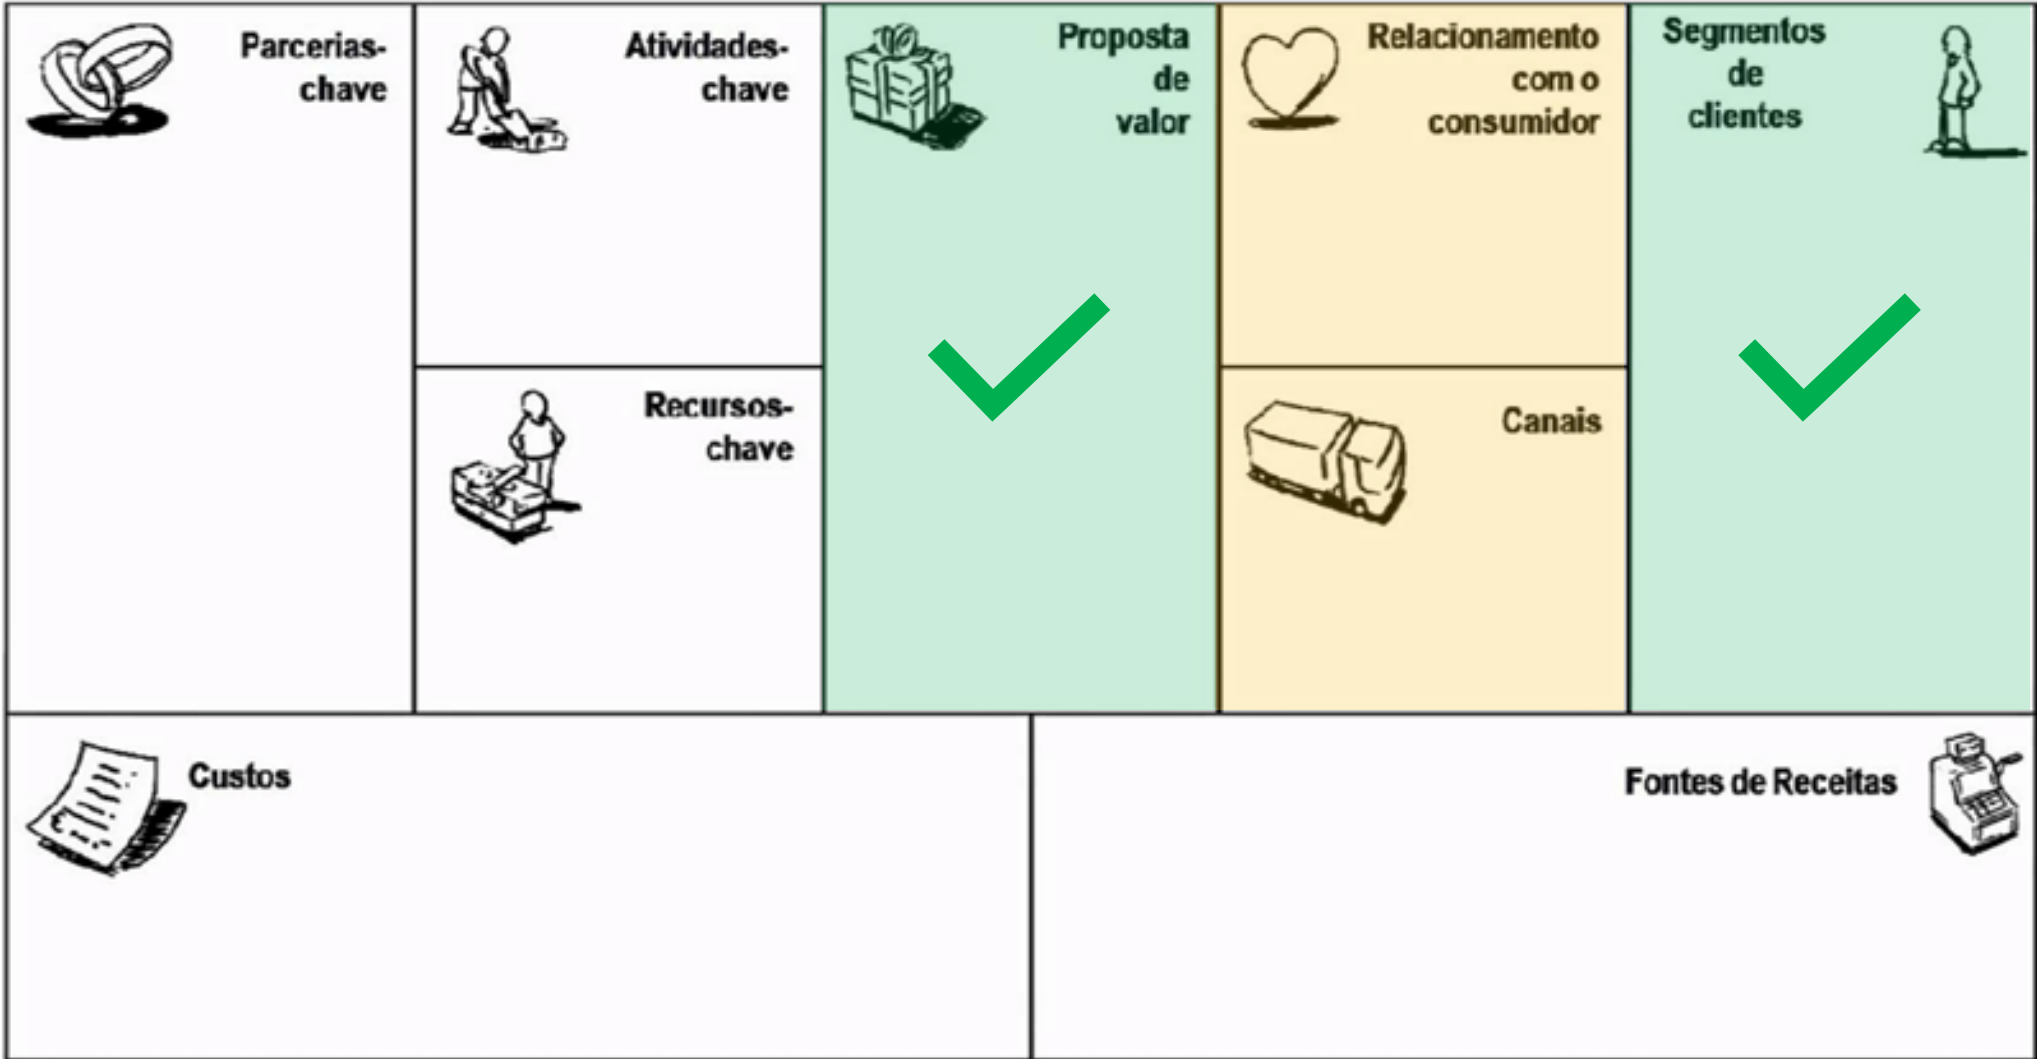 Parcerias-
chave
Atividades-
chave
Proposta
de
valor
Relacionamento
com o
consumidor
Segmentos
de
clientes
Recursos-
chave
Canais
Custos
Fontes de Receitas